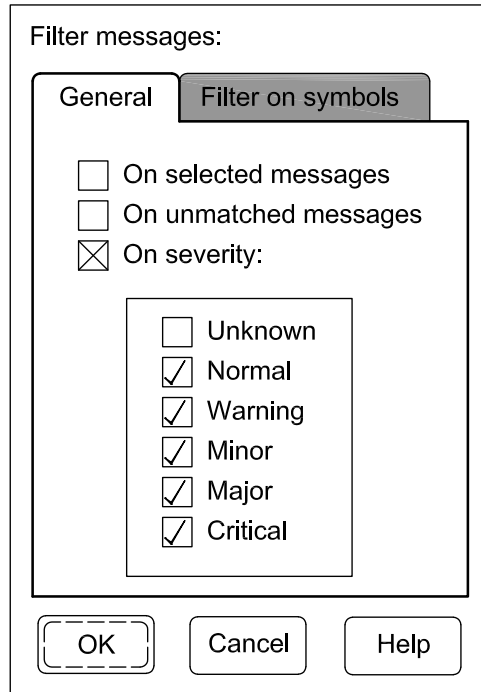 Filter messages:
General Filter on symbols
On selected messages
On unmatched messages
On severity:
Unknown
Normal
Warning
Minor
Major
Critical
OK Cancel Help